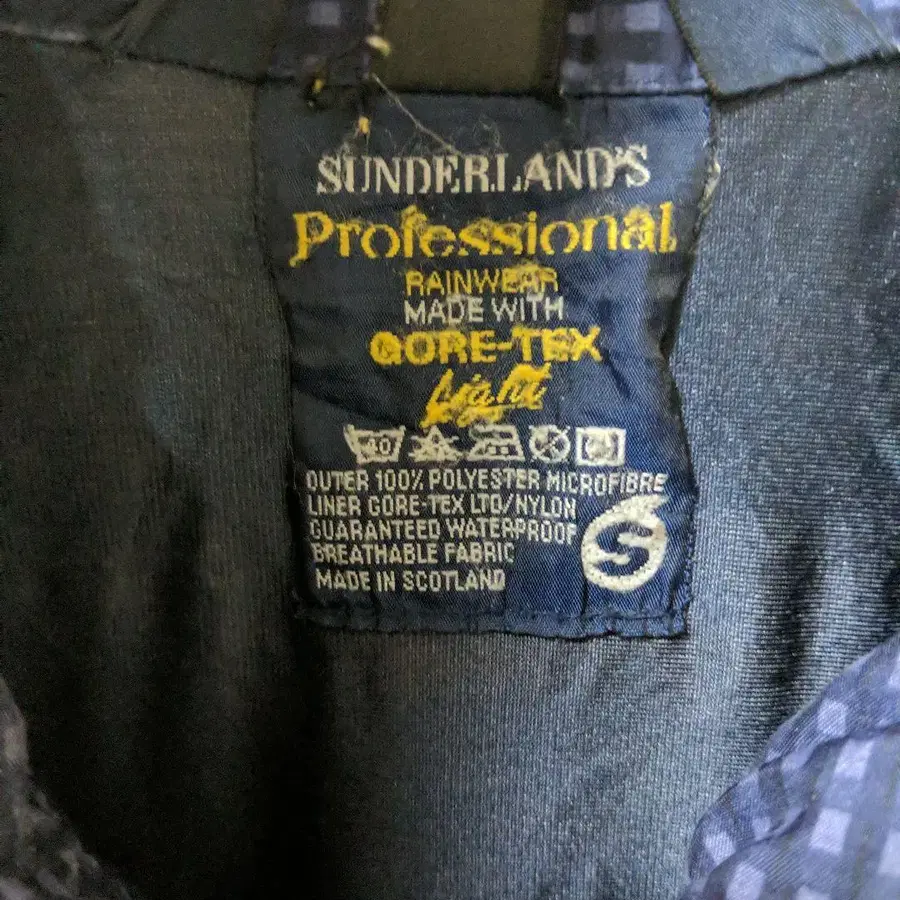 SUNDERLAND'S
Professional
RAINWEAR
MADE WITH
GORE-TEX
Light
40
OUTER 100% POLYESTER MICROFIBRE
LINER GORE-TEX LTD/NYLON
GUARANTEED WATERPROOF
BREATHABLE FABRIC
MADE IN SCOTLAND
S